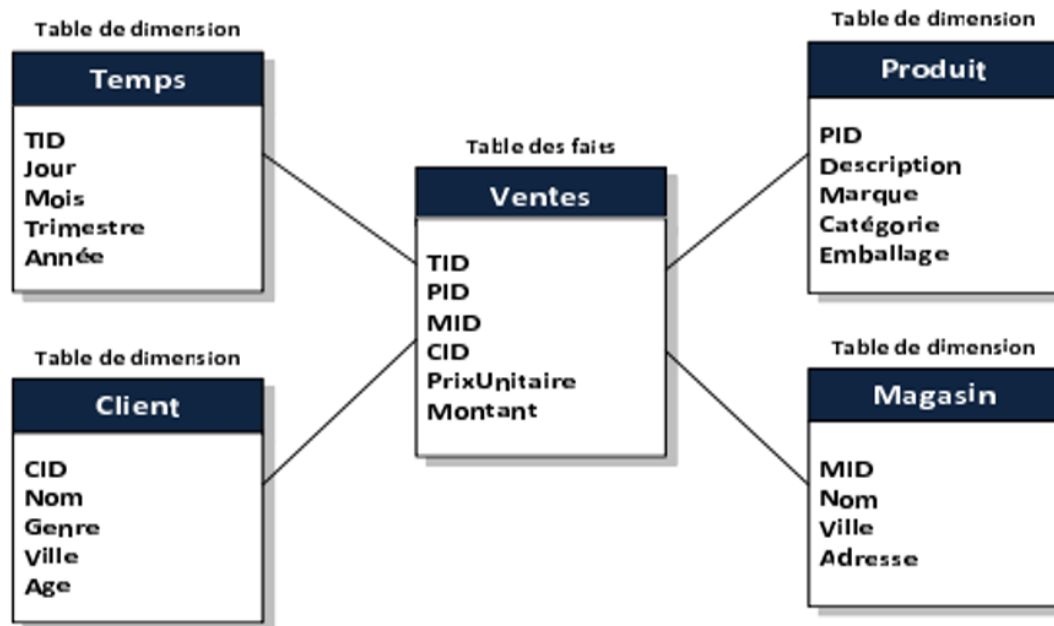 Table de dimension
Temps
TID
Jour
Mois
Trimestre
Année
Table de dimension
Client
CID
Nom
Genre
Ville
Age
Table des faits
Ventes
TID
PID
MID
CID
PrixUnitaire
Montant
Table de dimension
Produit
PID
Description
Marque
Catégorie
Emballage
Table de dimension
Magasin
MID
Nom
Ville
Adresse